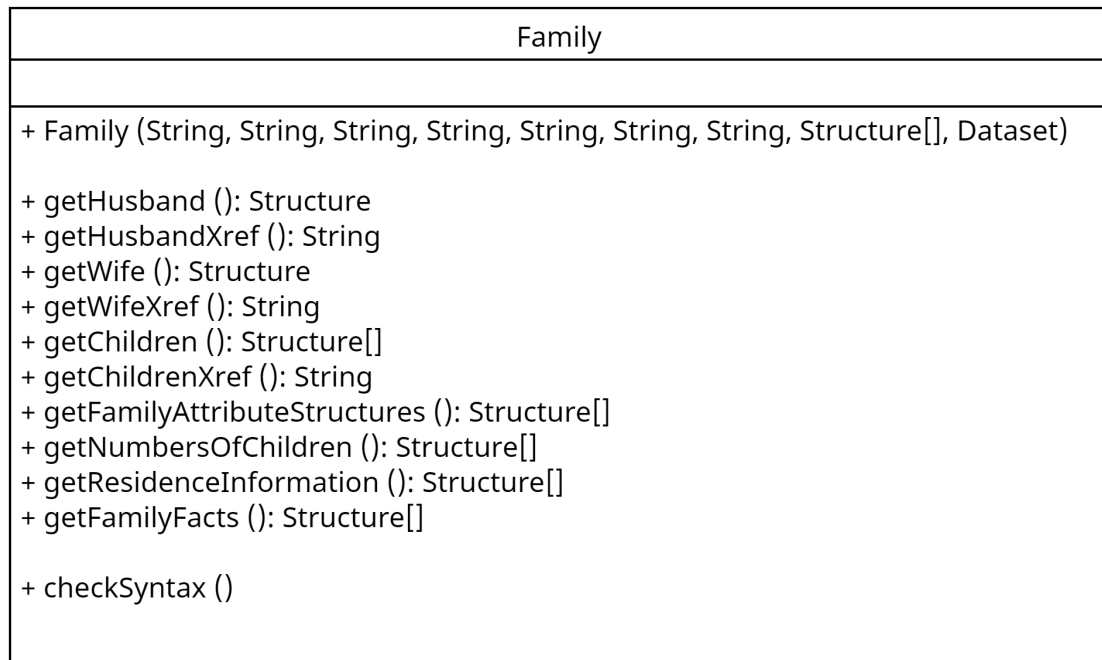 Family
+ Family (String, String, String, String, String, String, String, Structure[], Dataset)
+ getHusband (): Structure
+ getHusbandXref (): String
+ getWife (): Structure
+ getWifeXref (): String
+ getChildren (): Structure[]
+ getChildrenXref (): String
+ getFamilyAttributeStructures (): Structure[]
+ getNumbersOfChildren (): Structure[]
+ getResidenceInformation (): Structure[]
+ getFamilyFacts (): Structure[]
+ checkSyntax ()